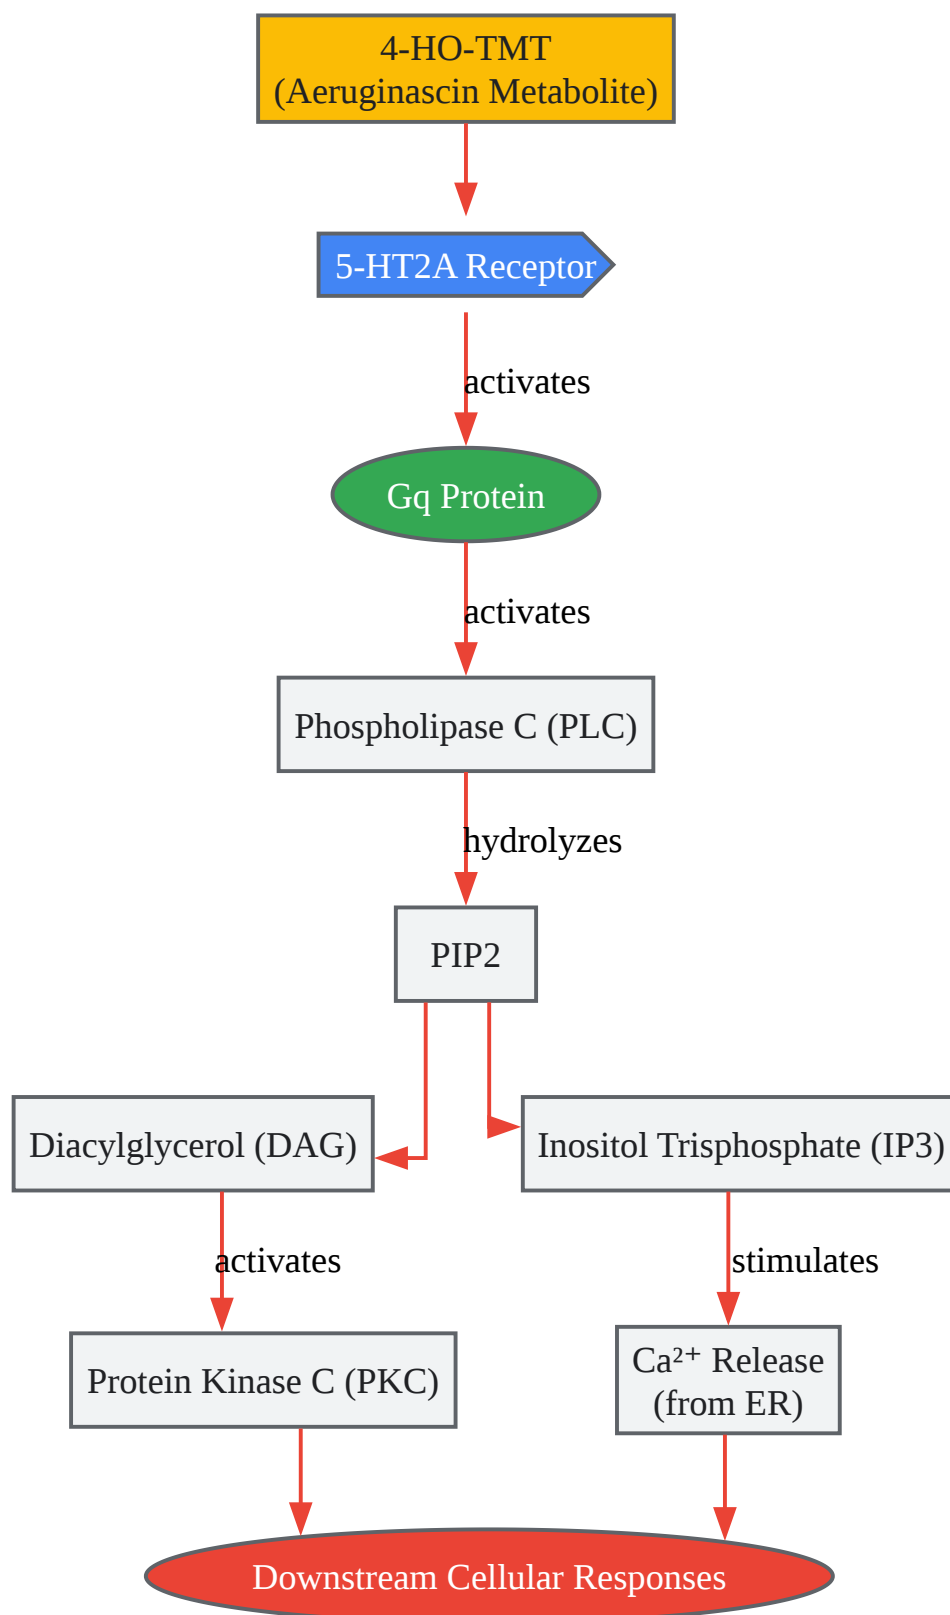 4-HO-TMT
(Aeruginascin Metabolite)
5-HT2A Receptor
activates
Gq Protein
activates
Phospholipase C (PLC)
hydrolyzes
PIP2
Diacylglycerol (DAG)
Inositol Trisphosphate (IP3)
activates
stimulates
Protein Kinase C (PKC)
Ca²⁺ Release
(from ER)
Downstream Cellular Responses